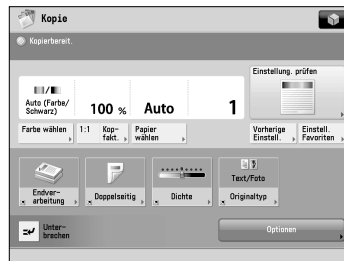 Kopie
Kopierbereit.
Einstellung. prüfen
Auto (Farbe/
Schwarz)
100 %
Auto
1
Farbe wählen
1:1
Kop-
fakt.
Papier
wählen
Vorherige
Einstell.
Einstell.
Favoriten
Text/Foto
Endver-
arbeitung
Doppelseitig
Dichte
Originaltyp
Unter-
brechen
Optionen